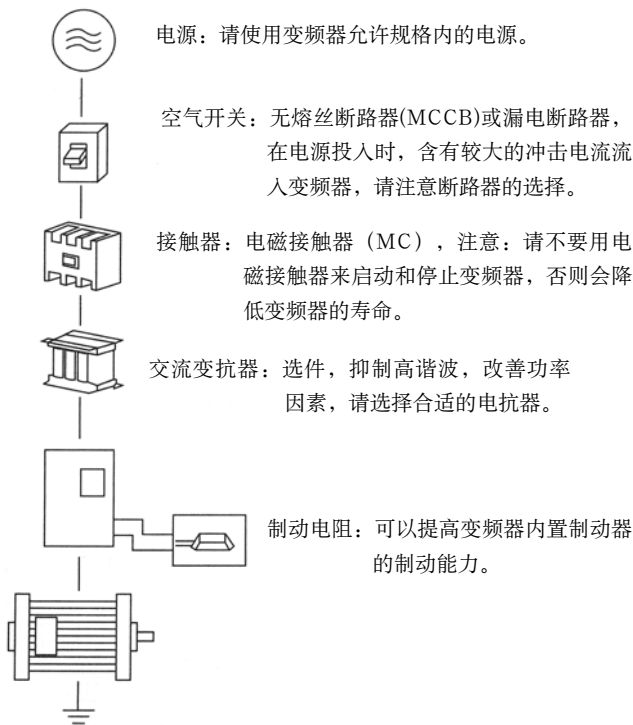 电源：请使用变频器允许规格内的电源。
空气开关：无熔丝断路器(MCCB)或漏电断路器，
在电源投入时，含有较大的冲击电流流
入变频器，请注意断路器的选择。
接触器：电磁接触器（MC），注意：请不要用电
磁接触器来启动和停止变频器，否则会降
低变频器的寿命。
交流变抗器：选件，抑制高谐波，改善功率
因素，请选择合适的电抗器。
制动电阻：可以提高变频器内置制动器
的制动能力。